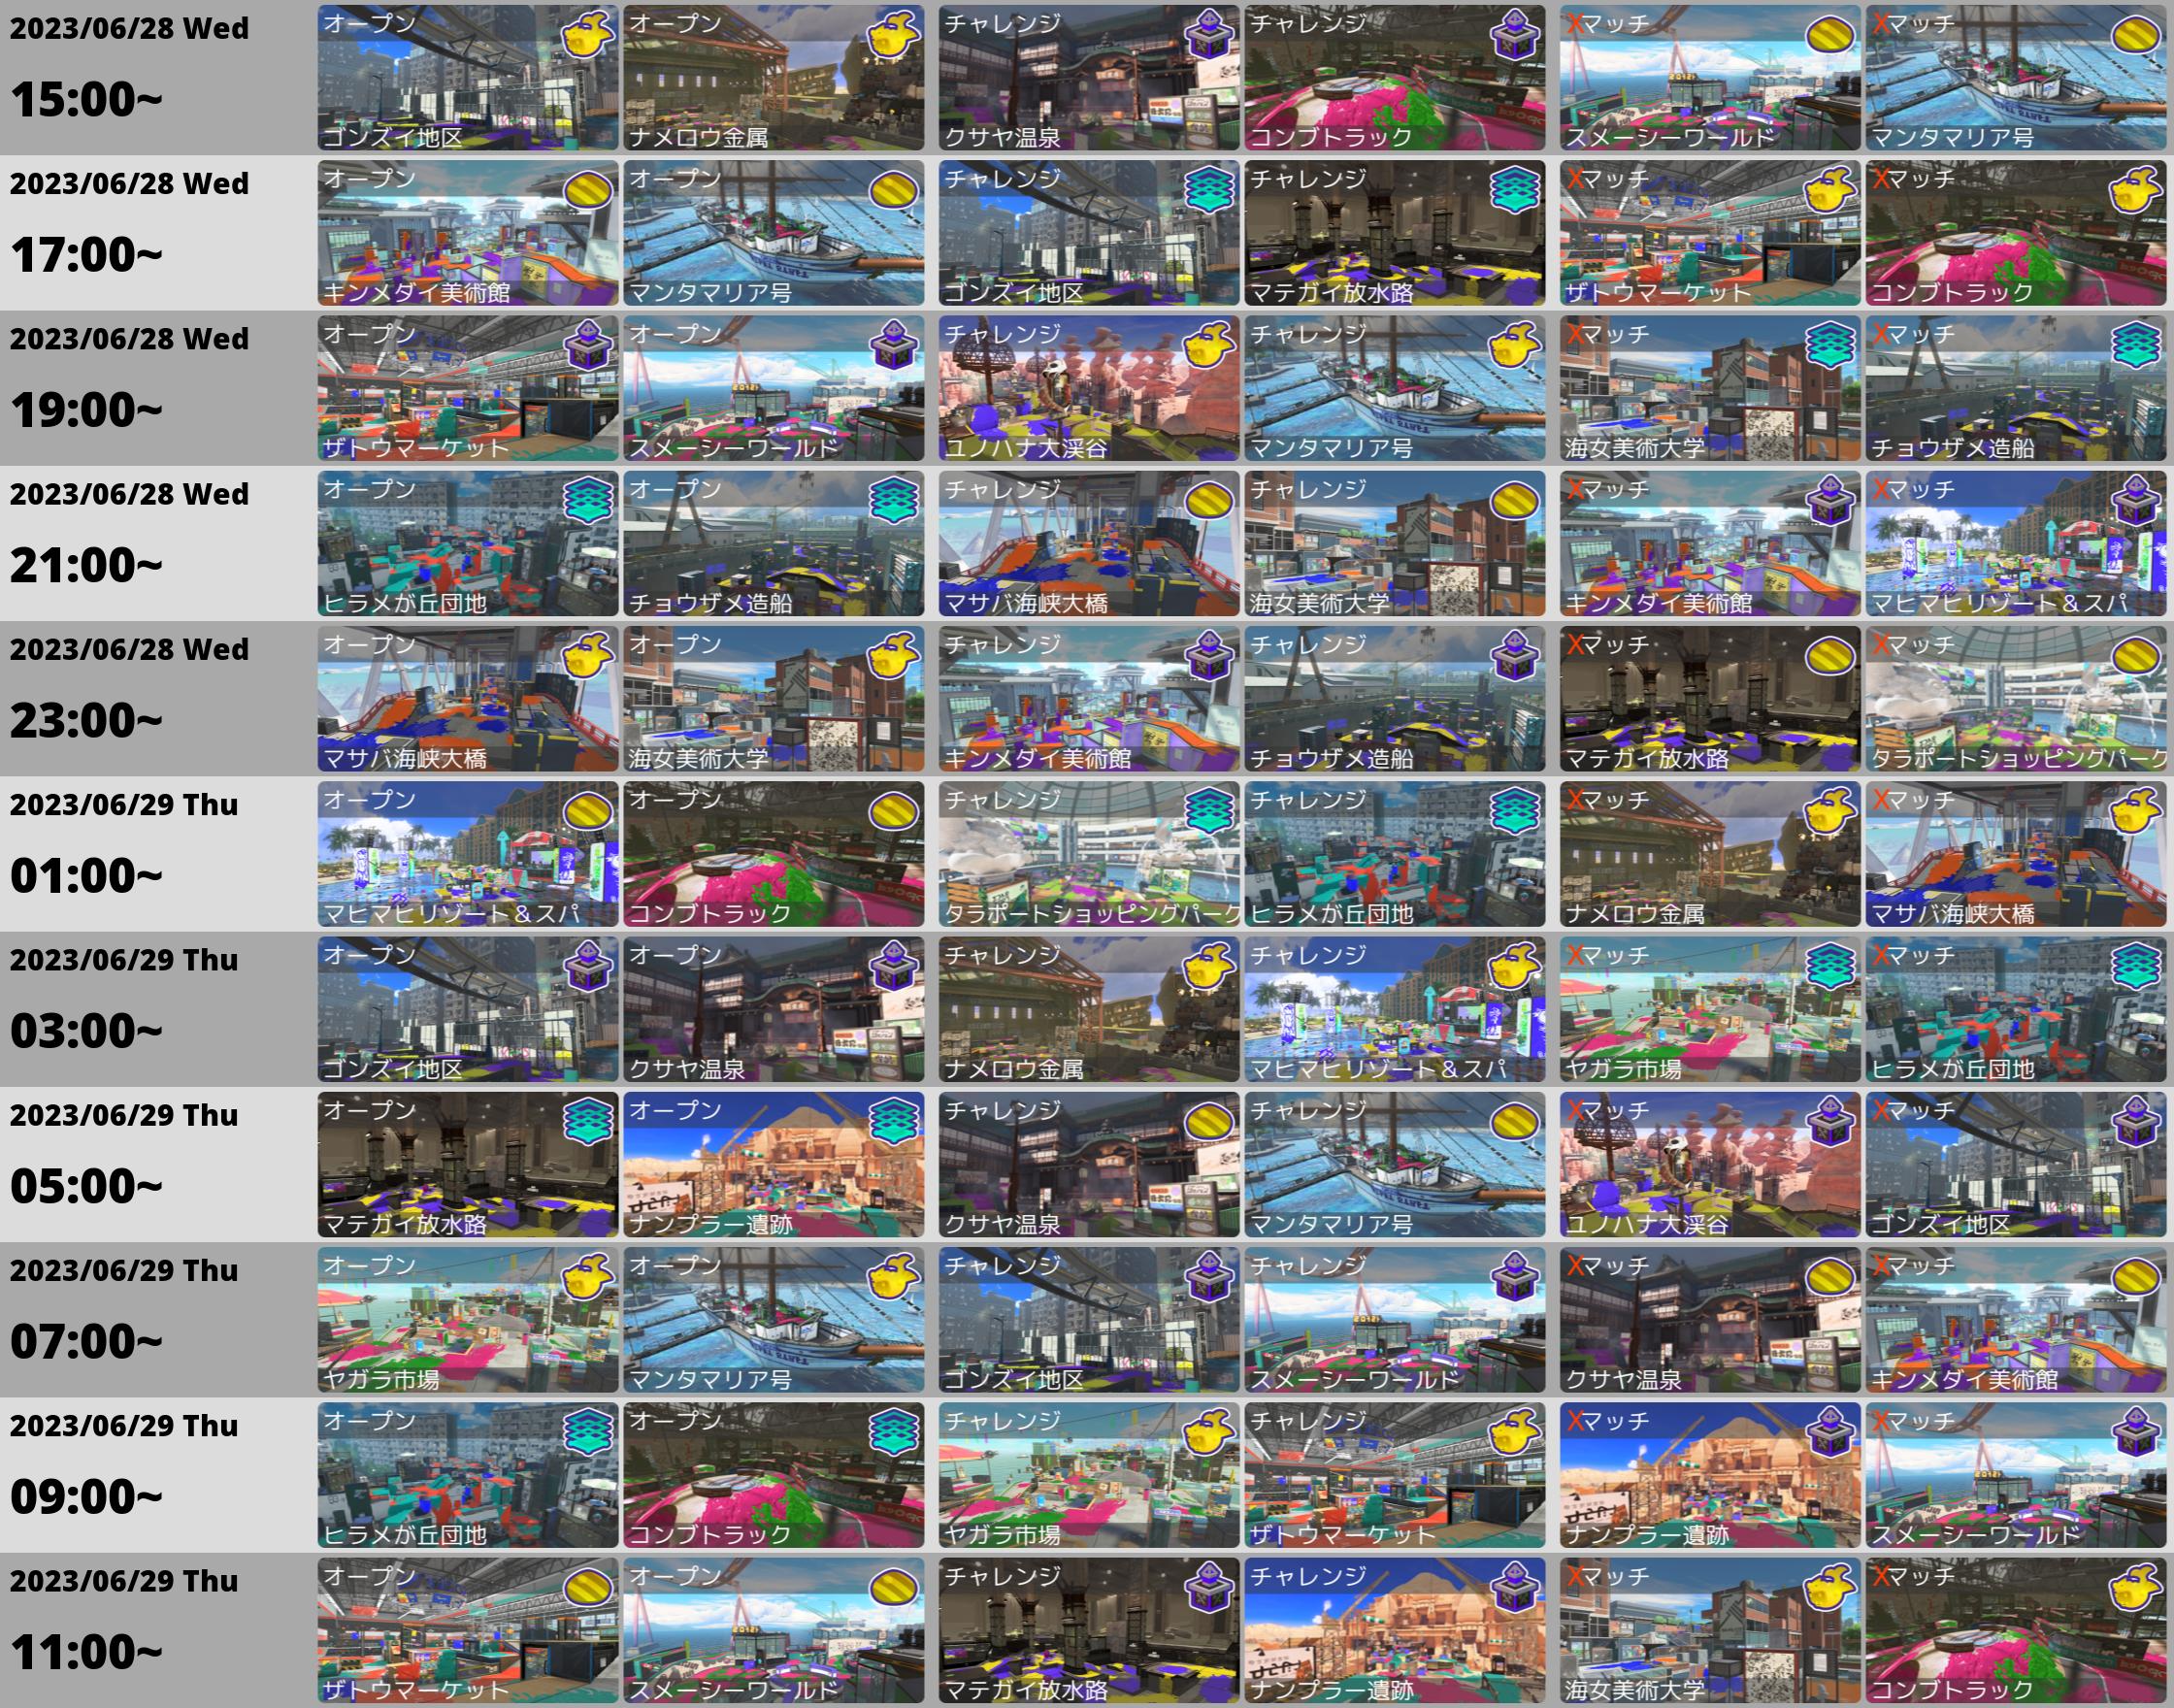 2023/06/28 Wed
15:00~
オープン
ゴンズイ地区
オープン
ナメロウ金属
チャレンジ
クサヤ温泉
チャレンジ
コンブトラック
Xマッチ
スメーシーワールド
Xマッチ
マンタマリア号
2023/06/28 Wed
17:00~
オープン
キンメダイ美術館
オープン
マンタマリア号
チャレンジ
ゴンズイ地区
チャレンジ
マテガイ放水路
Xマッチ
ザトウマーケット
Xマッチ
コンブトラック
2023/06/28 Wed
19:00~
オープン
ザトウマーケット
オープン
スメーシーワールド
チャレンジ
ユノハナ大渓谷
チャレンジ
マンタマリア号
Xマッチ
海女美術大学
Xマッチ
チョウザメ造船
2023/06/28 Wed
21:00~
オープン
ヒラメが丘団地
オープン
チョウザメ造船
チャレンジ
マサバ海峡大橋
チャレンジ
海女美術大学
Xマッチ
キンメダイ美術館
Xマッチ
マヒマヒリゾート&スパ
2023/06/28 Wed
23:00~
オープン
マサバ海峡大橋
オープン
海女美術大学
チャレンジ
キンメダイ美術館
チャレンジ
チョウザメ造船
Xマッチ
マテガイ放水路
Xマッチ
タラポートショッピングパーク
2023/06/29 Thu
01:00~
オープン
マヒマヒリゾート&スパ
オープン
コンブトラック
チャレンジ
タラポートショッピングパーク
チャレンジ
ヒラメが丘団地
Xマッチ
ナメロウ金属
Xマッチ
マサバ海峡大橋
2023/06/29 Thu
03:00~
オープン
ゴンズイ地区
オープン
クサヤ温泉
チャレンジ
ナメロウ金属
チャレンジ
マヒマヒリゾート&スパ
Xマッチ
ヤガラ市場
Xマッチ
ヒラメが丘団地
2023/06/29 Thu
05:00~
オープン
マテガイ放水路
オープン
ナンプラー遺跡
チャレンジ
クサヤ温泉
チャレンジ
マンタマリア号
Xマッチ
ユノハナ大渓谷
Xマッチ
ゴンズイ地区
2023/06/29 Thu
07:00~
オープン
ヤガラ市場
オープン
マンタマリア号
チャレンジ
ゴンズイ地区
チャレンジ
スメーシーワールド
Xマッチ
クサヤ温泉
Xマッチ
キンメダイ美術館
2023/06/29 Thu
09:00~
オープン
ヒラメが丘団地
オープン
コンブトラック
チャレンジ
ヤガラ市場
チャレンジ
ザトウマーケット
Xマッチ
ナンプラー遺跡
Xマッチ
スメーシーワールド
2023/06/29 Thu
11:00~
オープン
ザトウマーケット
オープン
スメーシーワールド
チャレンジ
マテガイ放水路
チャレンジ
ナンプラー遺跡
Xマッチ
海女美術大学
Xマッチ
コンブトラック